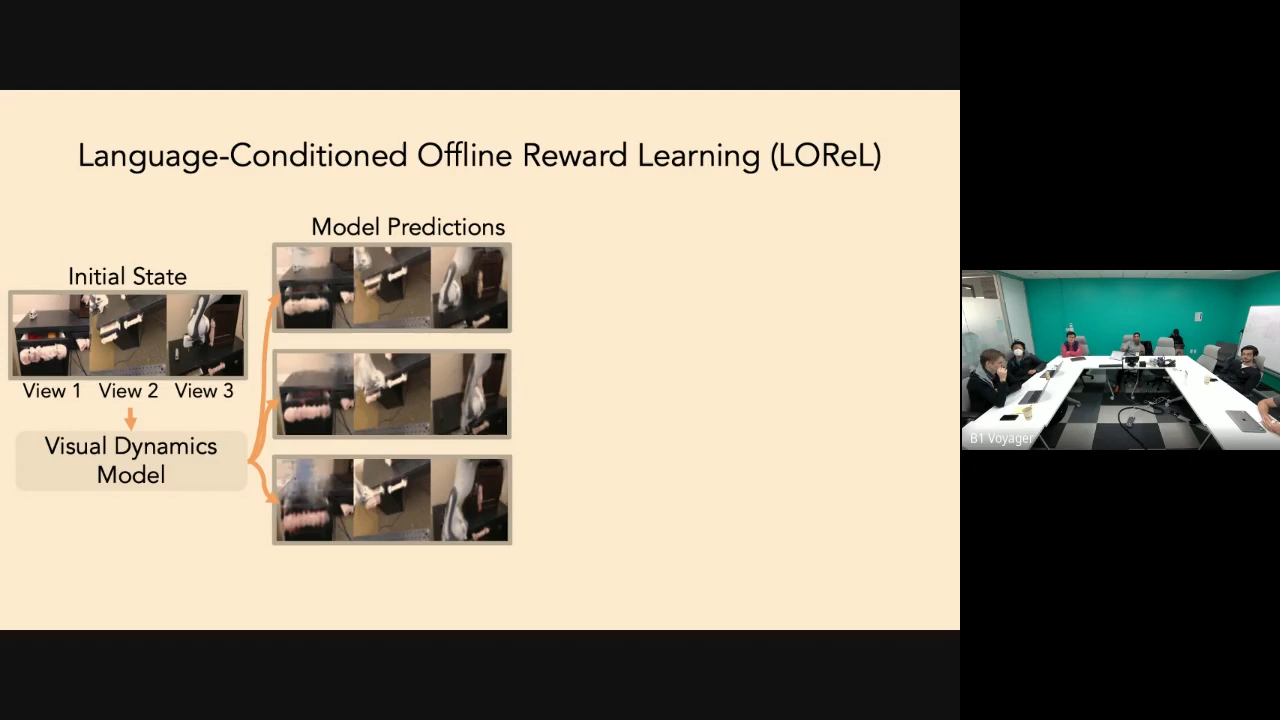 Language-Conditioned Offline Reward Learning (LOReL)
Model Predictions
Initial State
View 1 View 2 View 3
Visual Dynamics
Model
B1 Voyager